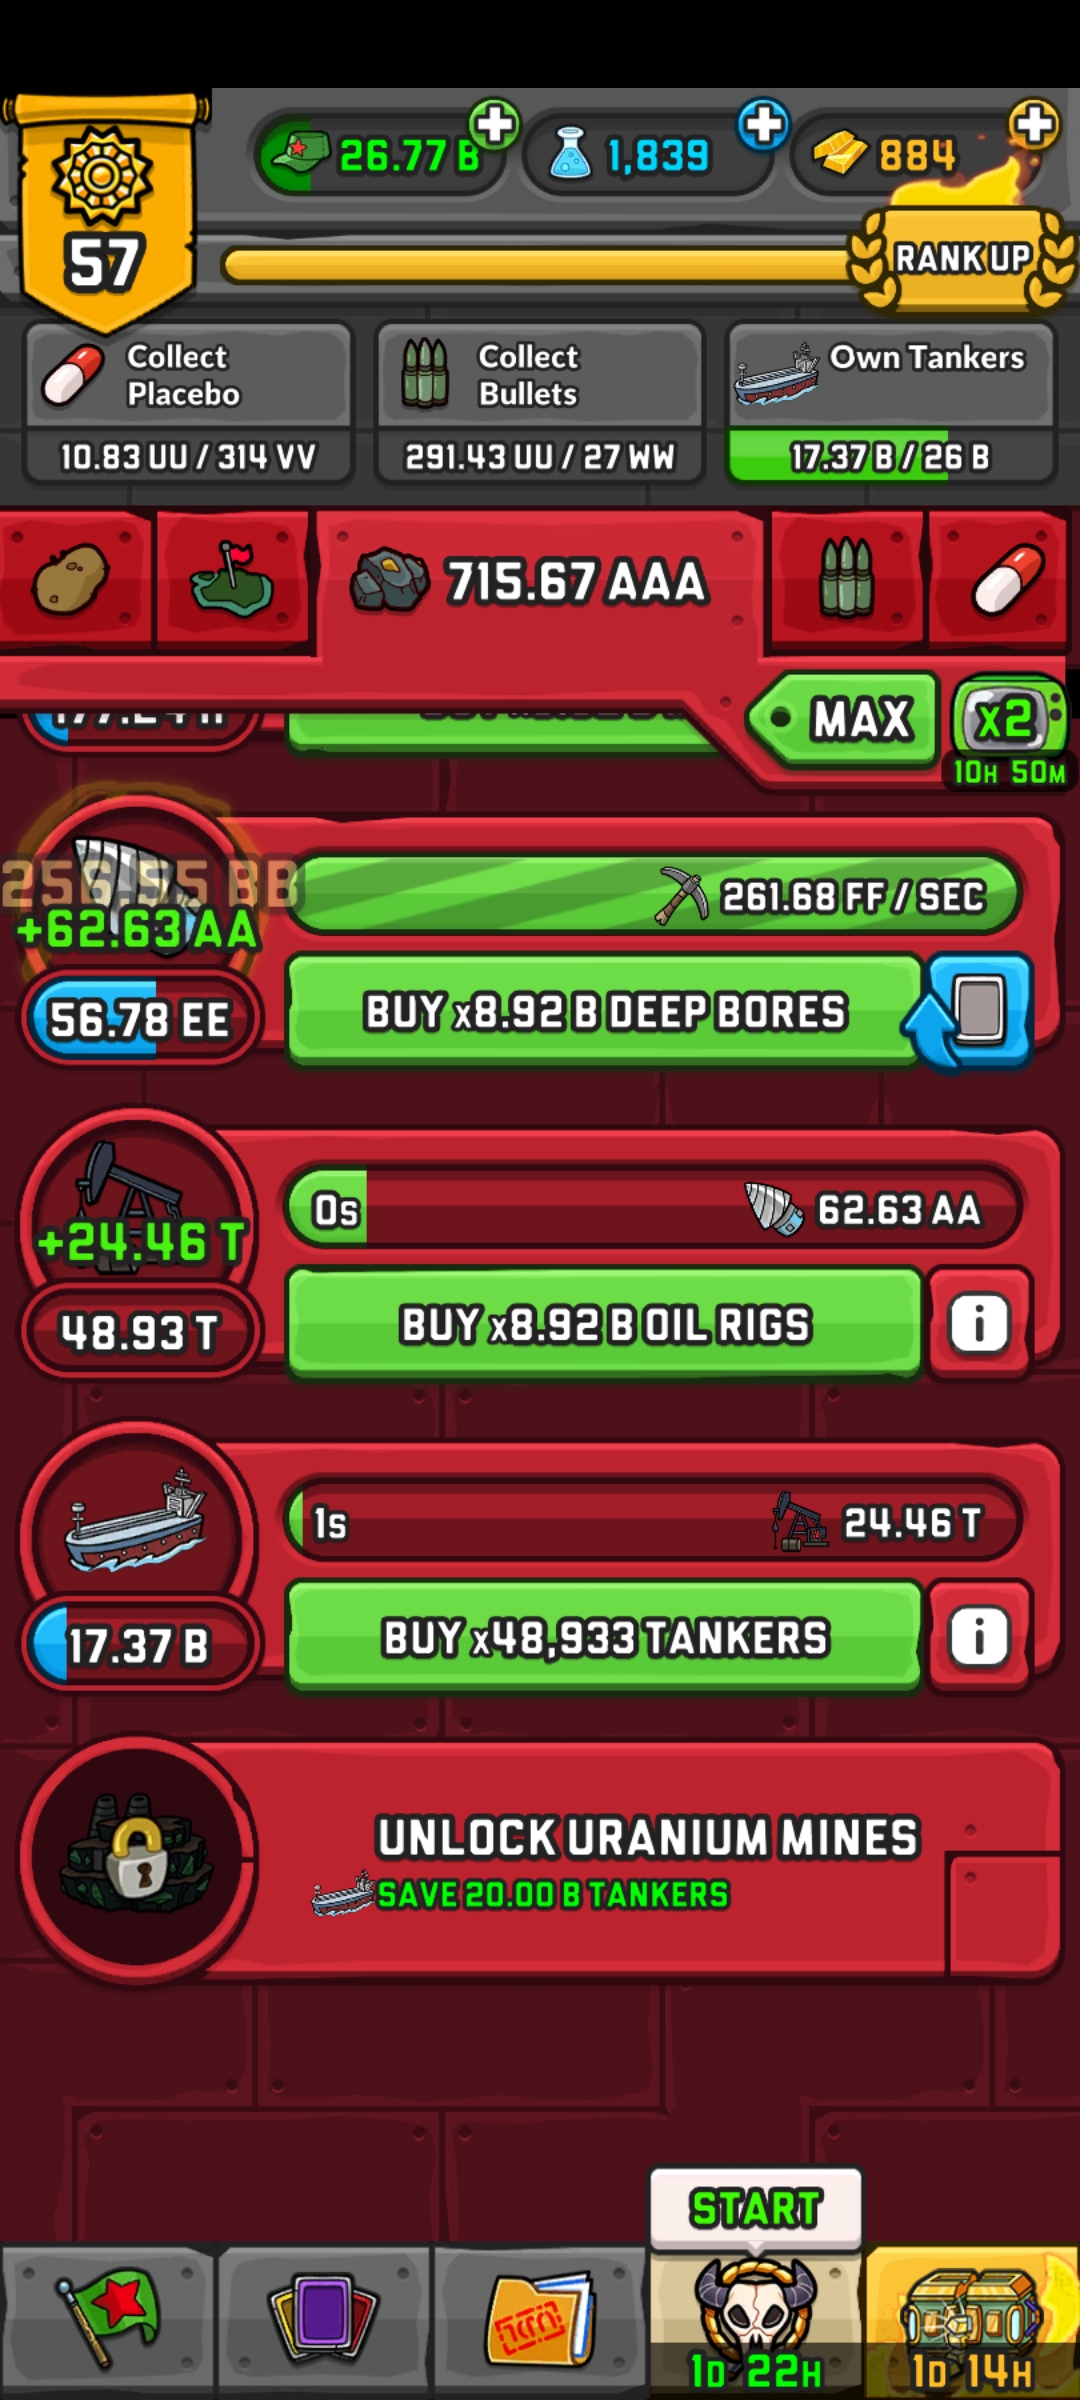 26.77 B
1,839
884
57
RANK UP
Collect
Placebo
10.83 UU / 314 VV
Collect
Bullets
291.43 UU / 27 WW
Own Tankers
17.37 B / 26 B
715.67 AAA
MAX
x2
10H 50M
256.55 BB
+62.63 AA
261.68 FF / SEC
56.78 EE
BUY x8.92 B DEEP BORES
+24.46 T
0s
62.63 AA
48.93 T
BUY x8.92 B OIL RIGS
i
1s
24.46 T
17.37 B
BUY x48,933 TANKERS
i
UNLOCK URANIUM MINES
SAVE 20.00 B TANKERS
START
1D 22H
1D 14H